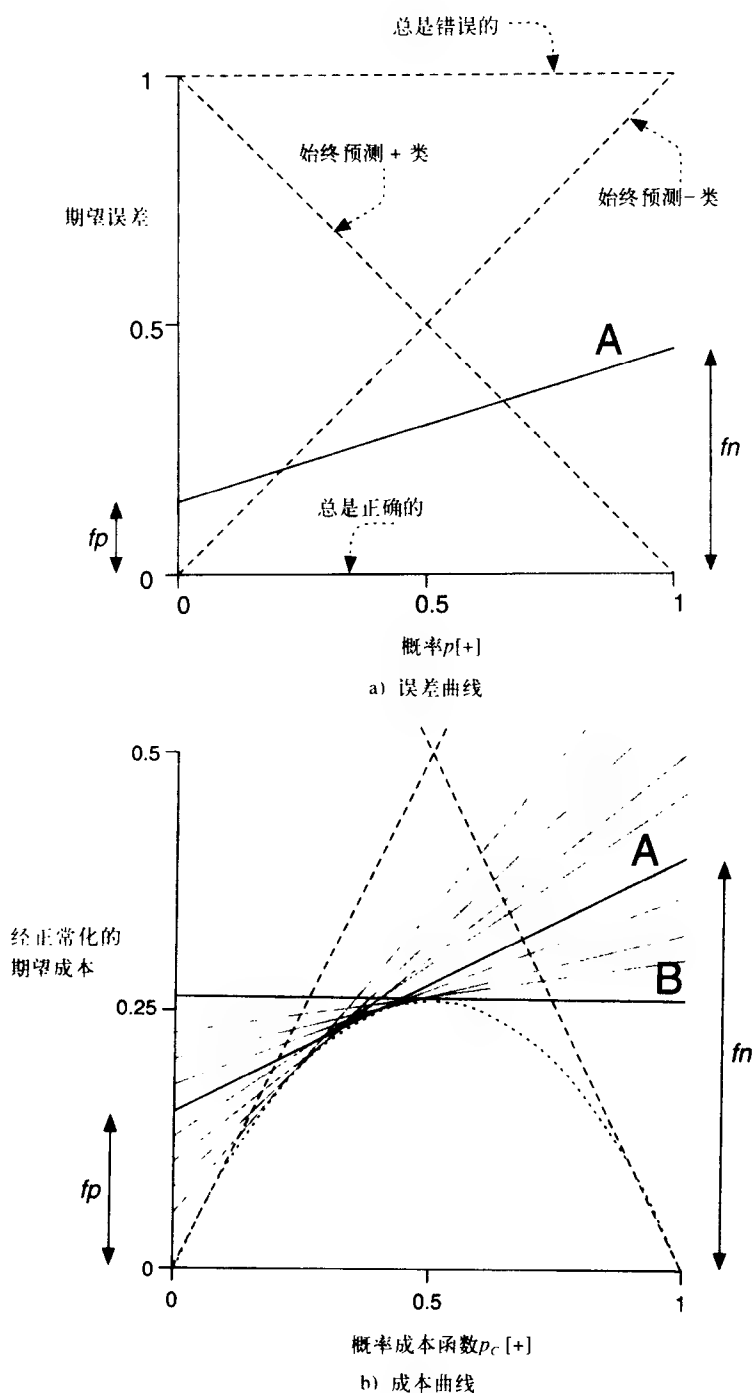 总是错误的
1
始终预测 + 类
始终预测- 类
期望误差
0.5
A
fn
总是正确的
fp
0
0
0.5
1
概率p[+]
a) 误差曲线
0.5
A
经正常化的
期望成本
B
0.25
fn
fp
0
0
0.5
1
概率成本函数pC [+]
b) 成本曲线